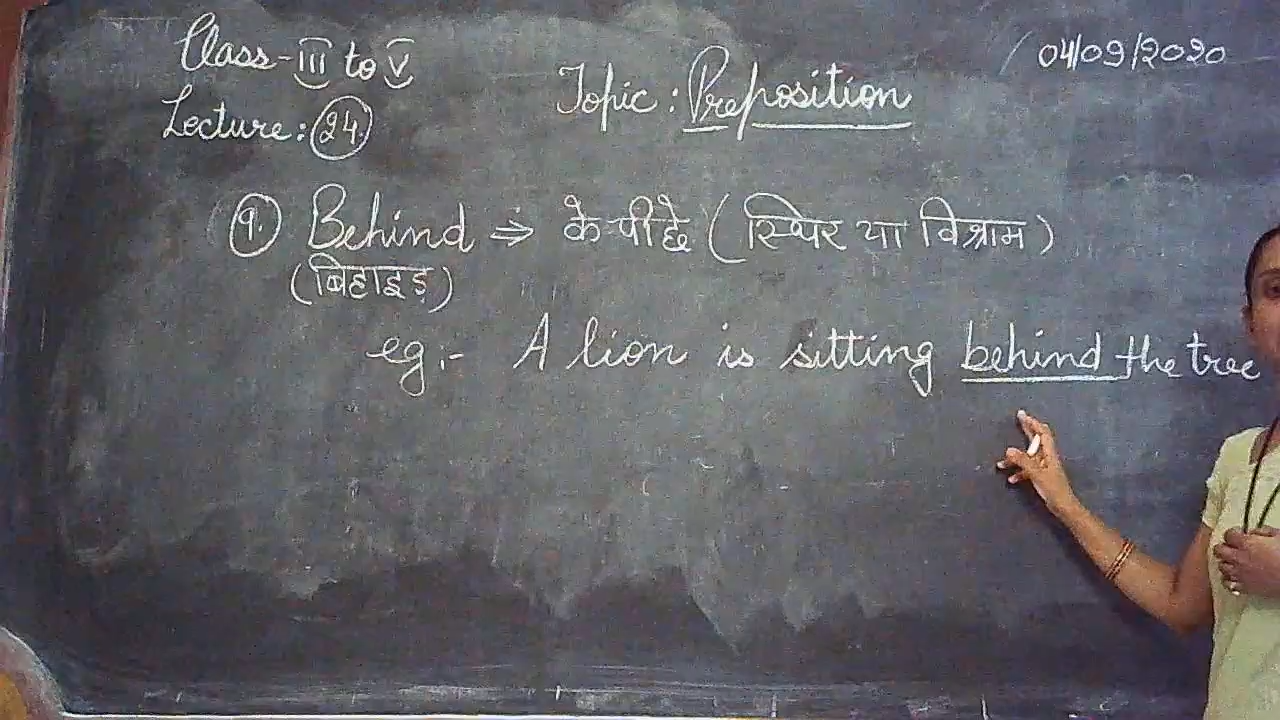 Class-III to V
Lecture: 24.
Topic: Preposition
04/09/2020
9. Behind ⇒ के पीछे (स्थिर या विश्राम)
(बिहाइड़)
eg:- A lion is sitting behind the tree